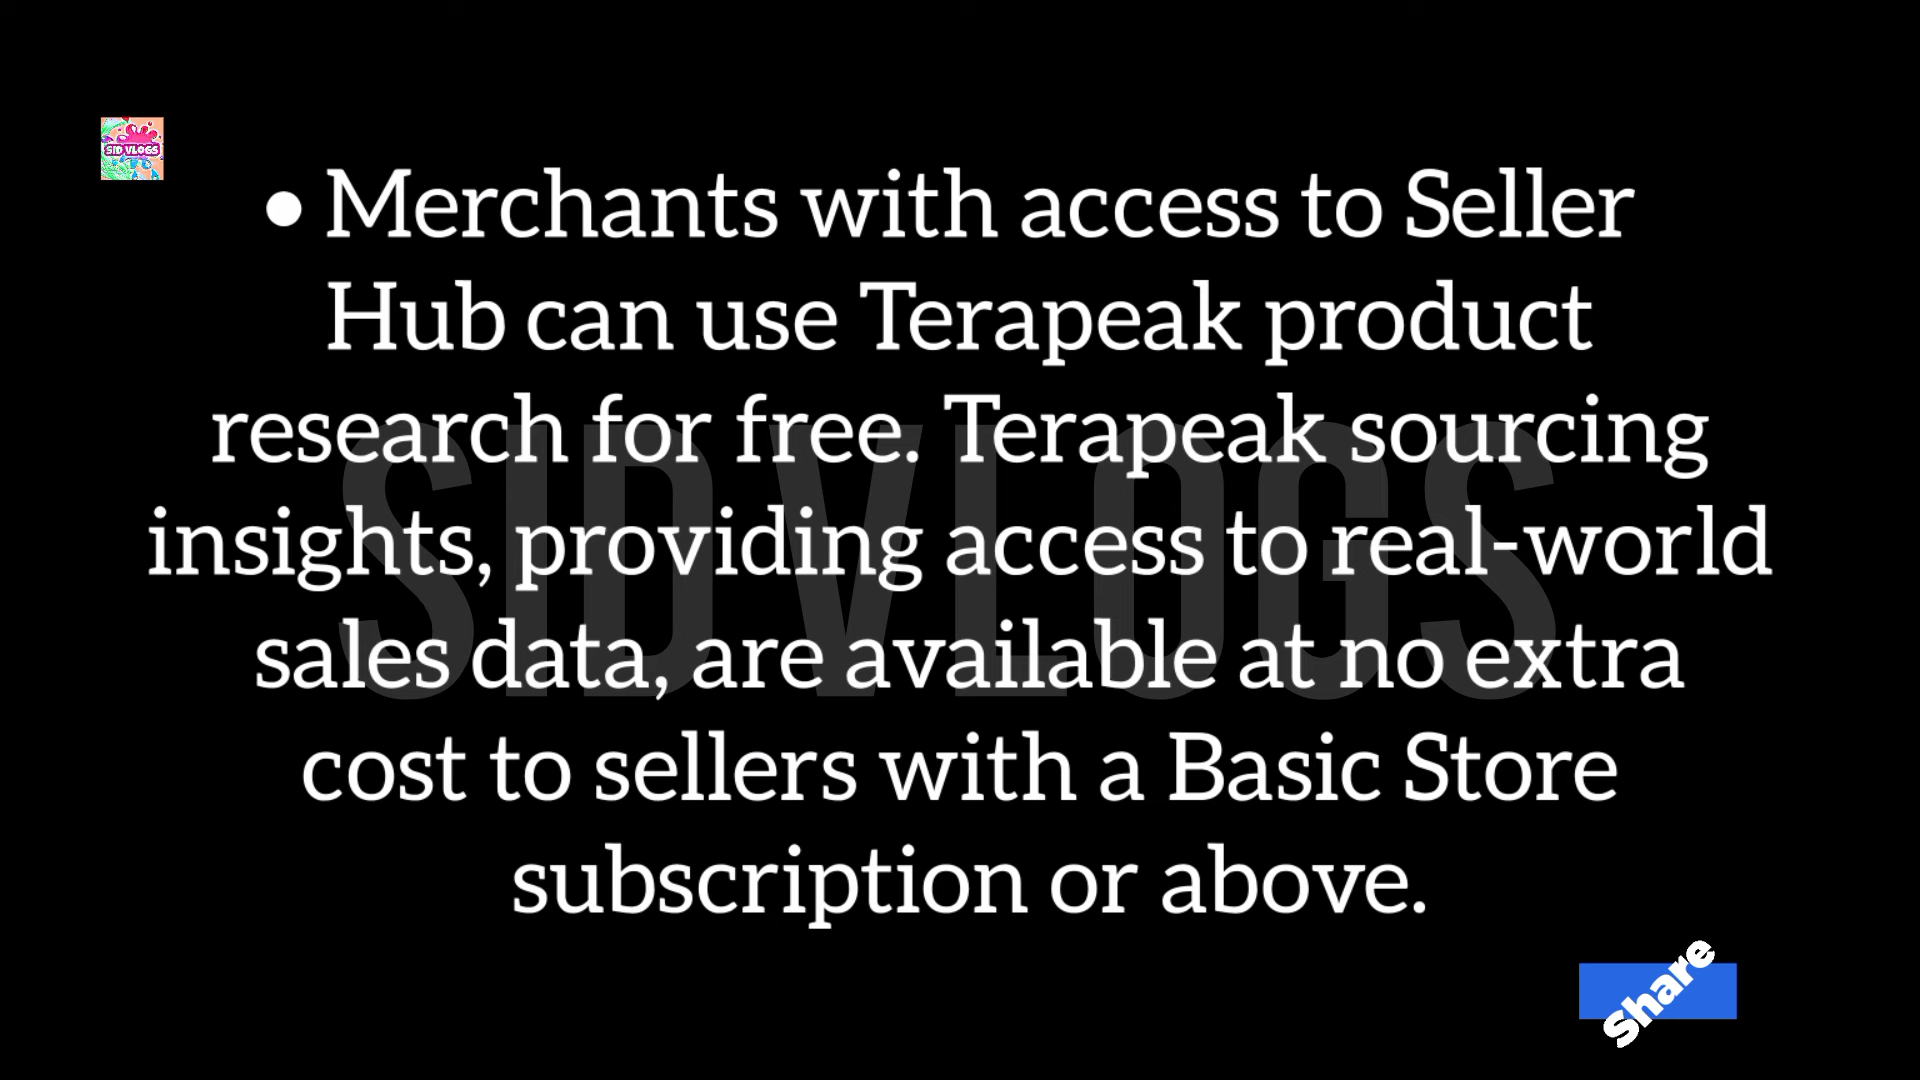 SID VLOGS
• Merchants with access to Seller
Hub can use Terapeak product
research for free. Terapeak sourcing
insights, providing access to real-world
sales data, are available at no extra
cost to sellers with a Basic Store
subscription or above.
SID VLOGS
Share